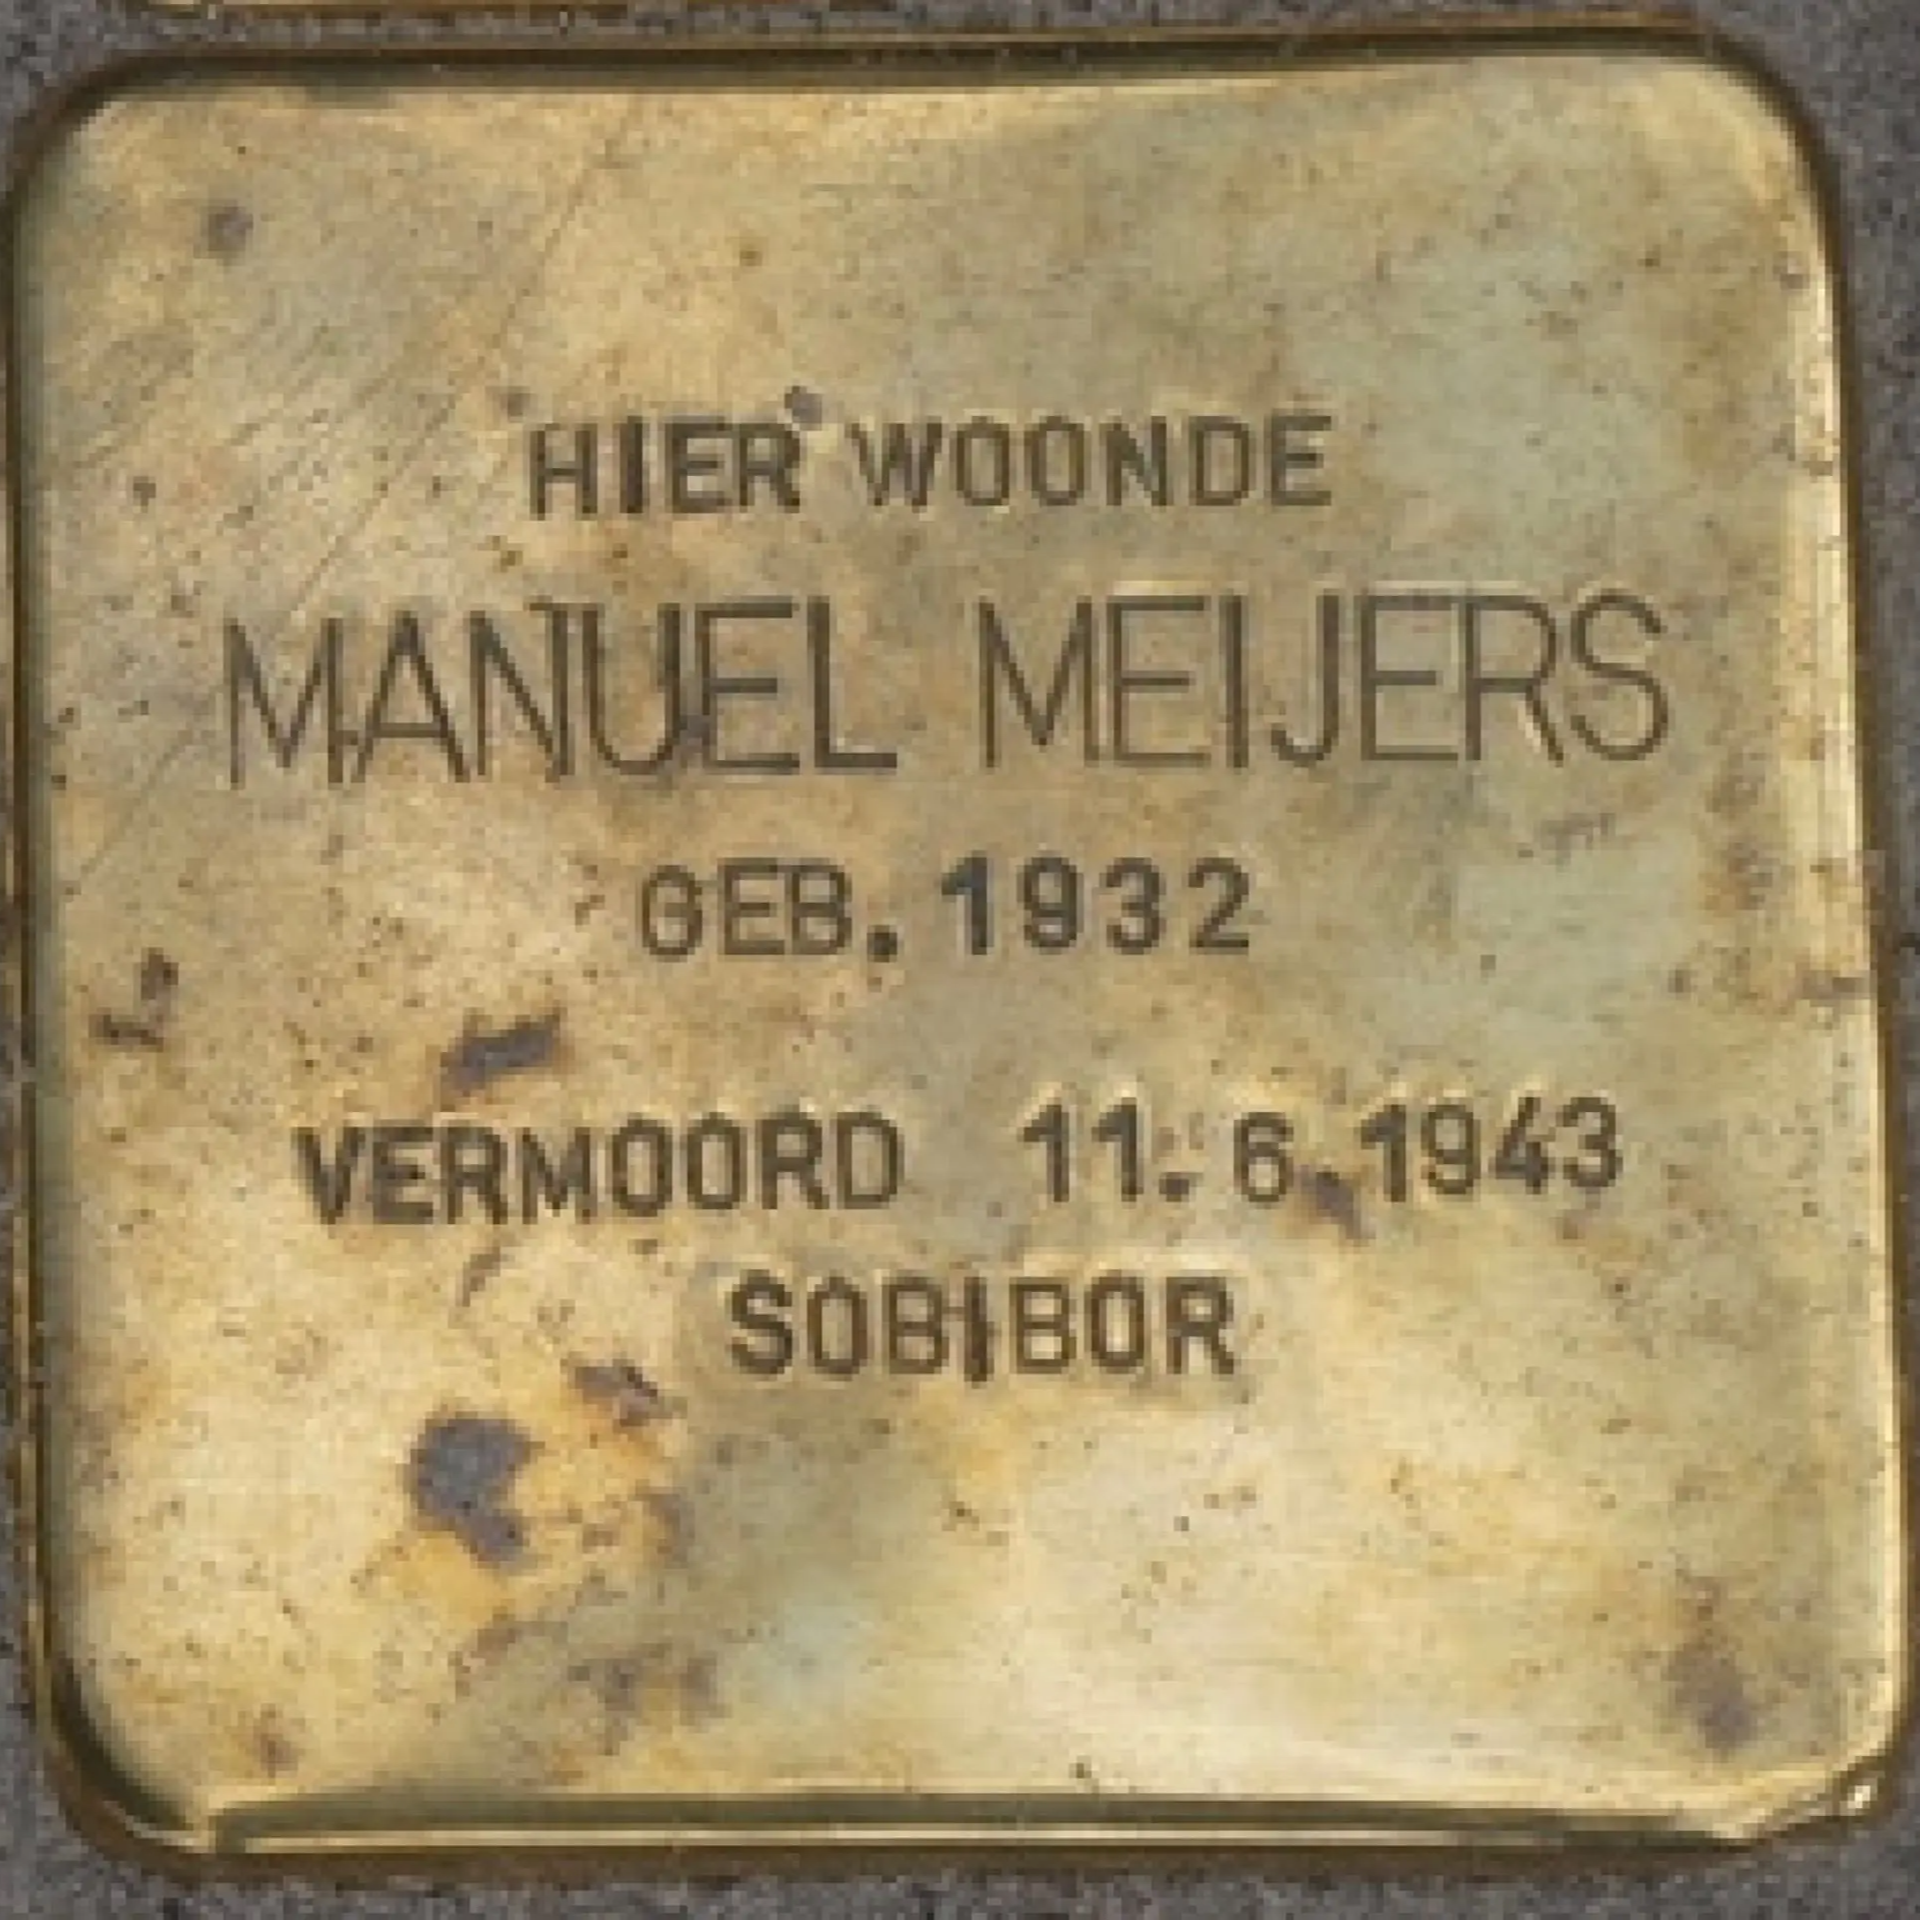 HIER WOONDE
MANUEL MEIJERS
GEB. 1932
VERMOORD 11.6.1943
SOBIBOR